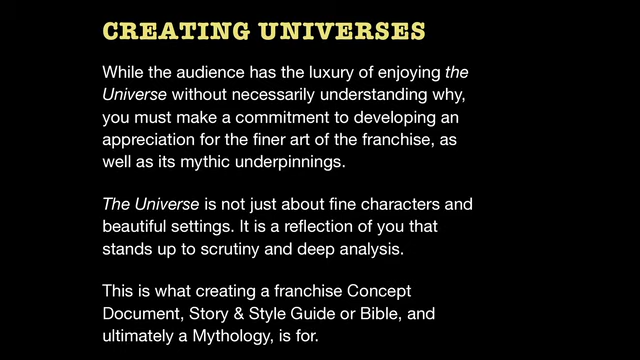 CREATING UNIVERSES
While the audience has the luxury of enjoying the
Universe without necessarily understanding why,
you must make a commitment to developing an
appreciation for the finer art of the franchise, as
well as its mythic underpinnings.
The Universe is not just about fine characters and
beautiful settings. It is a reflection of you that
stands up to scrutiny and deep analysis.
This is what creating a franchise Concept
Document, Story & Style Guide or Bible, and
ultimately a Mythology, is for.